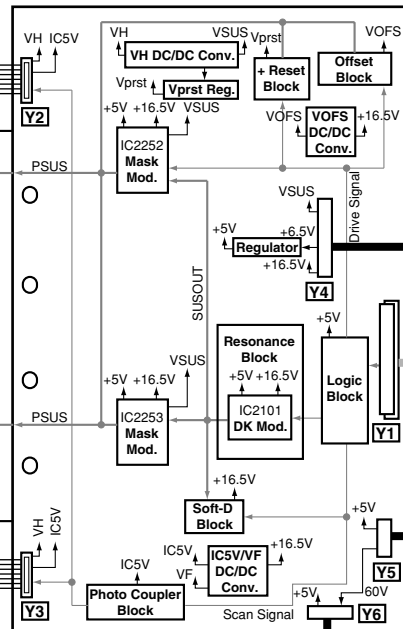 VH
IC5V
Y2
VH
VSUS
VH DC/DC Conv.
Vprst
Vprst Reg.
Vprst
+ Reset
Block
VOFS
Offset
Block
+5V
+16.5V
VSUS
IC2252
Mask
Mod.
VOFS
VOFS
DC/DC
Conv.
+16.5V
PSUS
VSUS
Drive Signal
+5V
Regulator
+6.5V
+16.5V
Y4
SUSOUT
+5V
Resonance
Block
+5V
+16.5V
IC2101
DK Mod.
Logic
Block
Y1
+5V
+16.5V
VSUS
IC2253
Mask
Mod.
PSUS
+16.5V
Soft-D
Block
VH
IC5V
Y3
IC5V
Photo Coupler
Block
IC5V
VF
IC5V/VF
DC/DC
Conv.
+16.5V
Scan Signal
+5V
Y5
+5V
60V
Y6